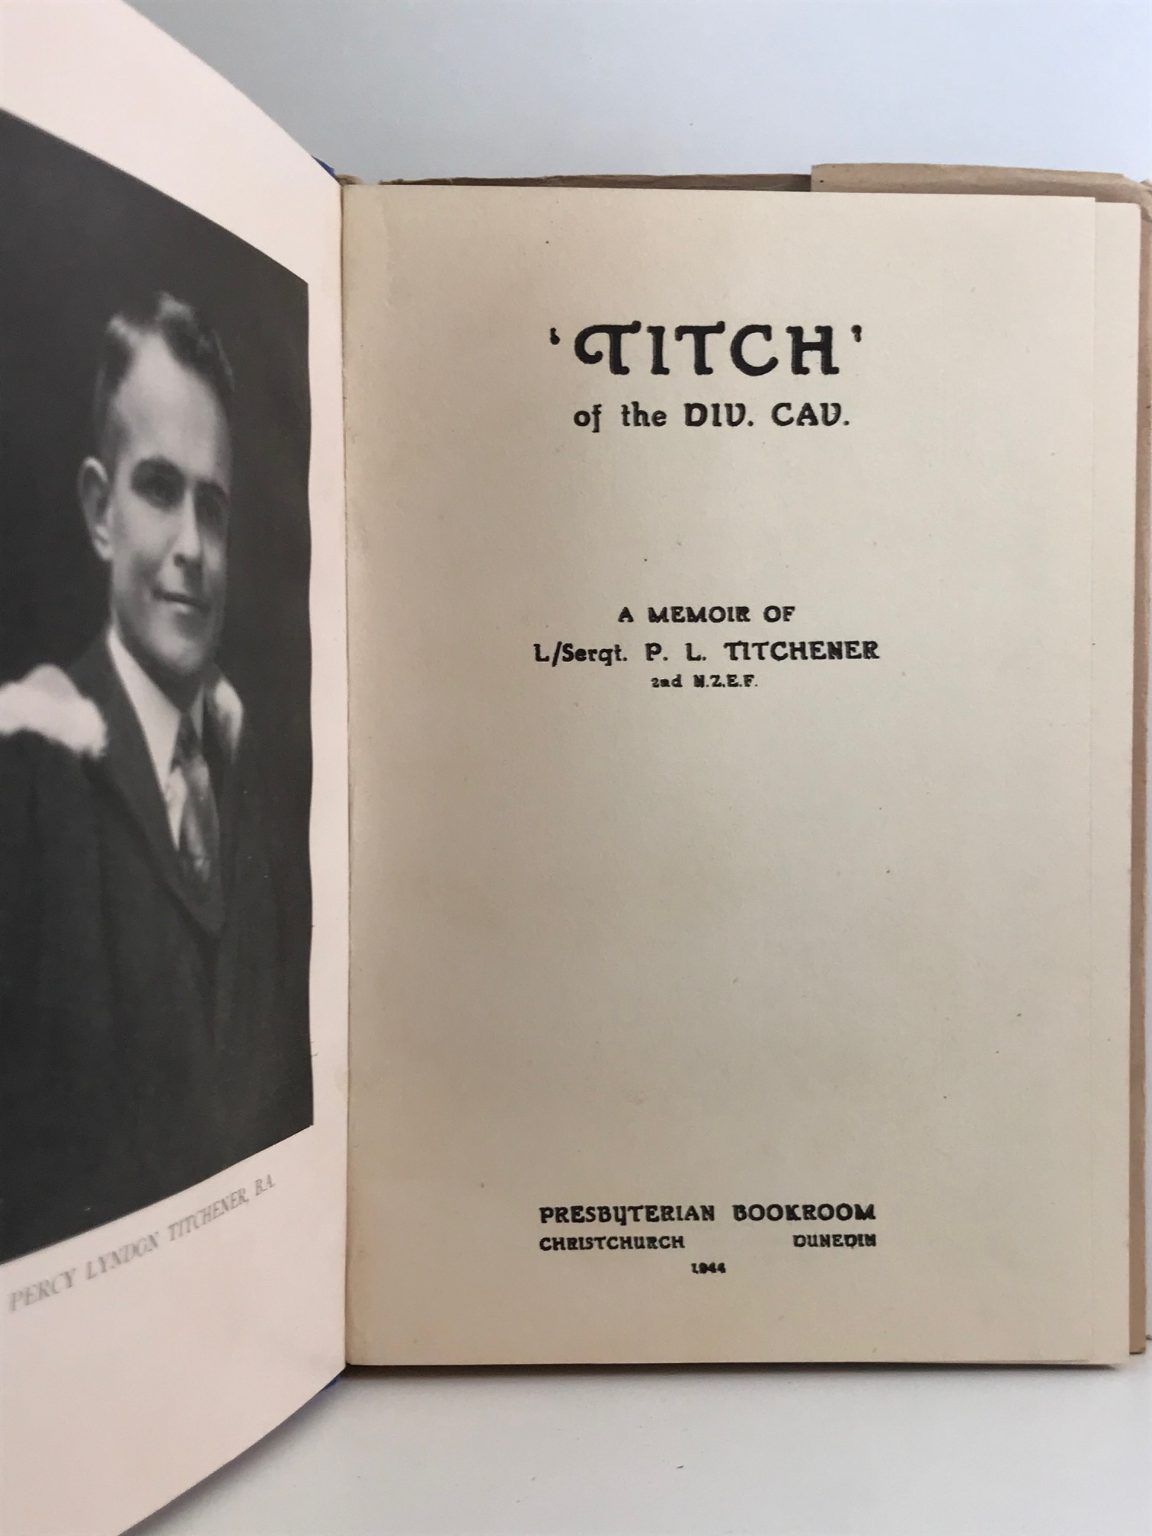 PERCY LYNDON TITCHENER, B.A.
‘TITCH’
of the DIV. CAV.
A MEMOIR OF
L/Sergt. P. L. TITCHENER
2nd N.Z.E.F.
PRESBYTERIAN BOOKROOM
CHRISTCHURCH DUNEDIN
1944